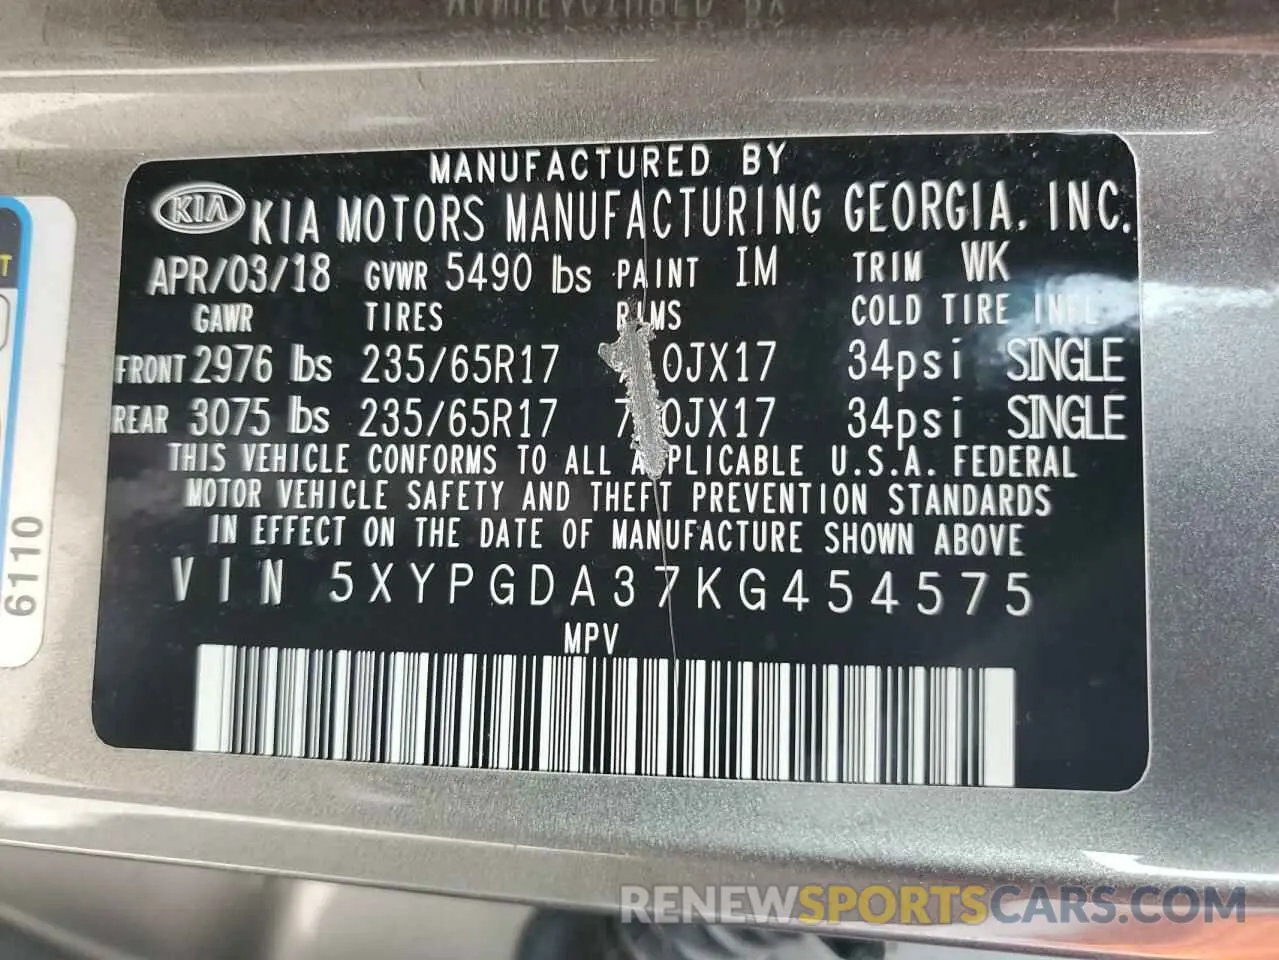 MANUFACTURED BY
KIA KIA MOTORS MANUFACTURING GEORGIA, INC.
APR/03/18 GVWR 5490 lbs PAINT IM TRIM WK
GAWR TIRES RIMS COLD TIRE INFL
FRONT 2976 lbs 235/65R17 0JX17 34psi SINGLE
REAR 3075 lbs 235/65R17 7 0JX17 34psi SINGLE
THIS VEHICLE CONFORMS TO ALL APPLICABLE U.S.A. FEDERAL
MOTOR VEHICLE SAFETY AND THEFT PREVENTION STANDARDS
IN EFFECT ON THE DATE OF MANUFACTURE SHOWN ABOVE
VIN 5XYPGDA37KG454575
MPV
6110
RENEWSPORTSCARS.COM